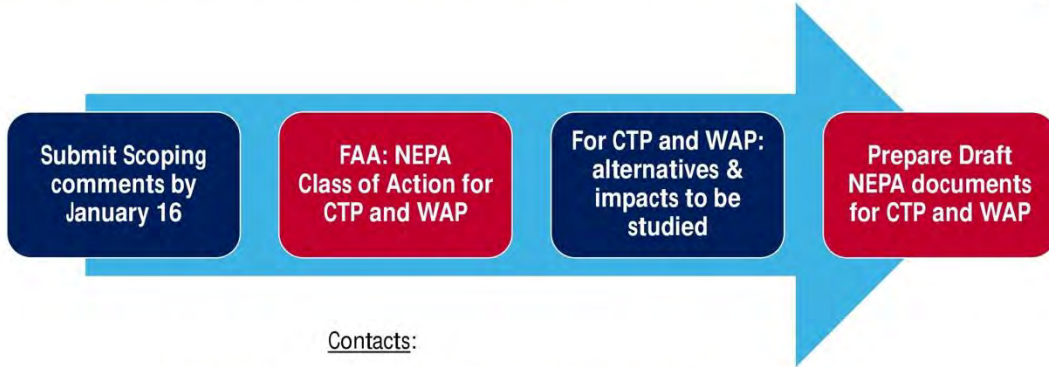 Submit Scoping
comments by
January 16
FAA: NEPA
Class of Action for
CTP and WAP
For CTP and WAP:
alternatives &
impacts to be
studied
Prepare Draft
NEPA documents
for CTP and WAP
Contacts: